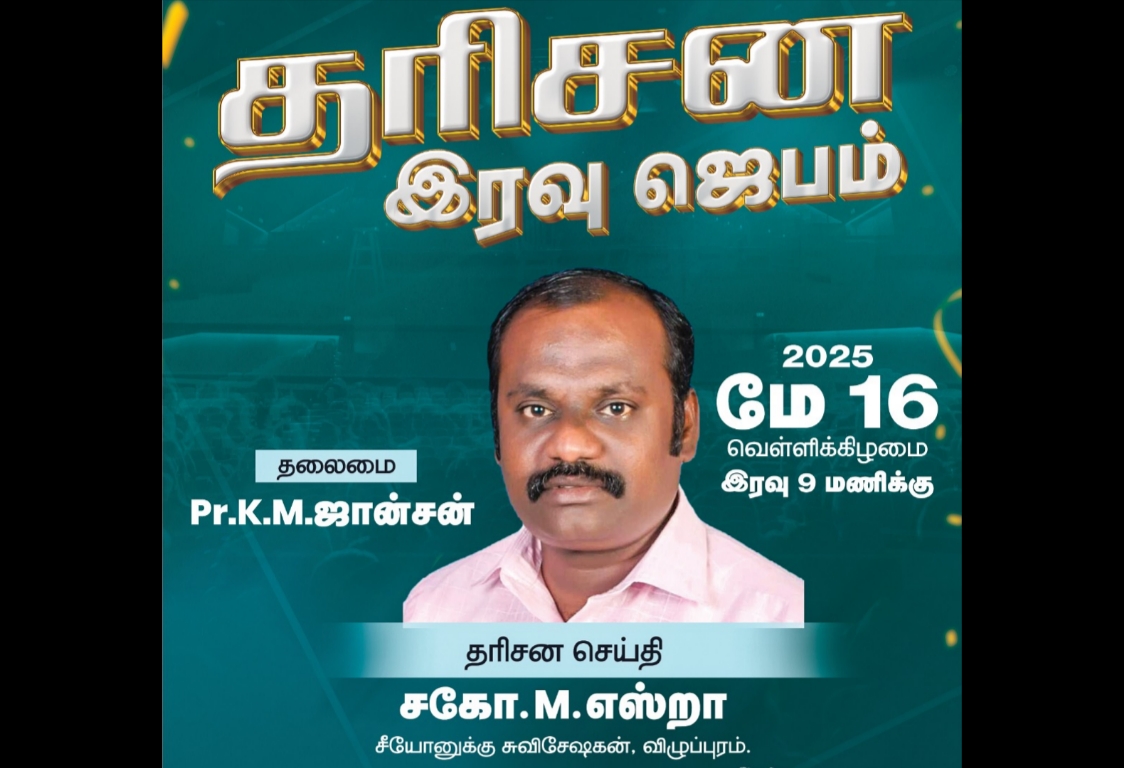 தரிசன
இரவு ஜெபம்
2025
மே 16
வெள்ளிக்கிழமை
இரவு 9 மணிக்கு
தலைமை
Pr.K.M.ஜான்சன்
தரிசன செய்தி
சகோ.M.எஸ்றா
சீயோனுக்கு சுவிசேஷகன், விழுப்புரம்.